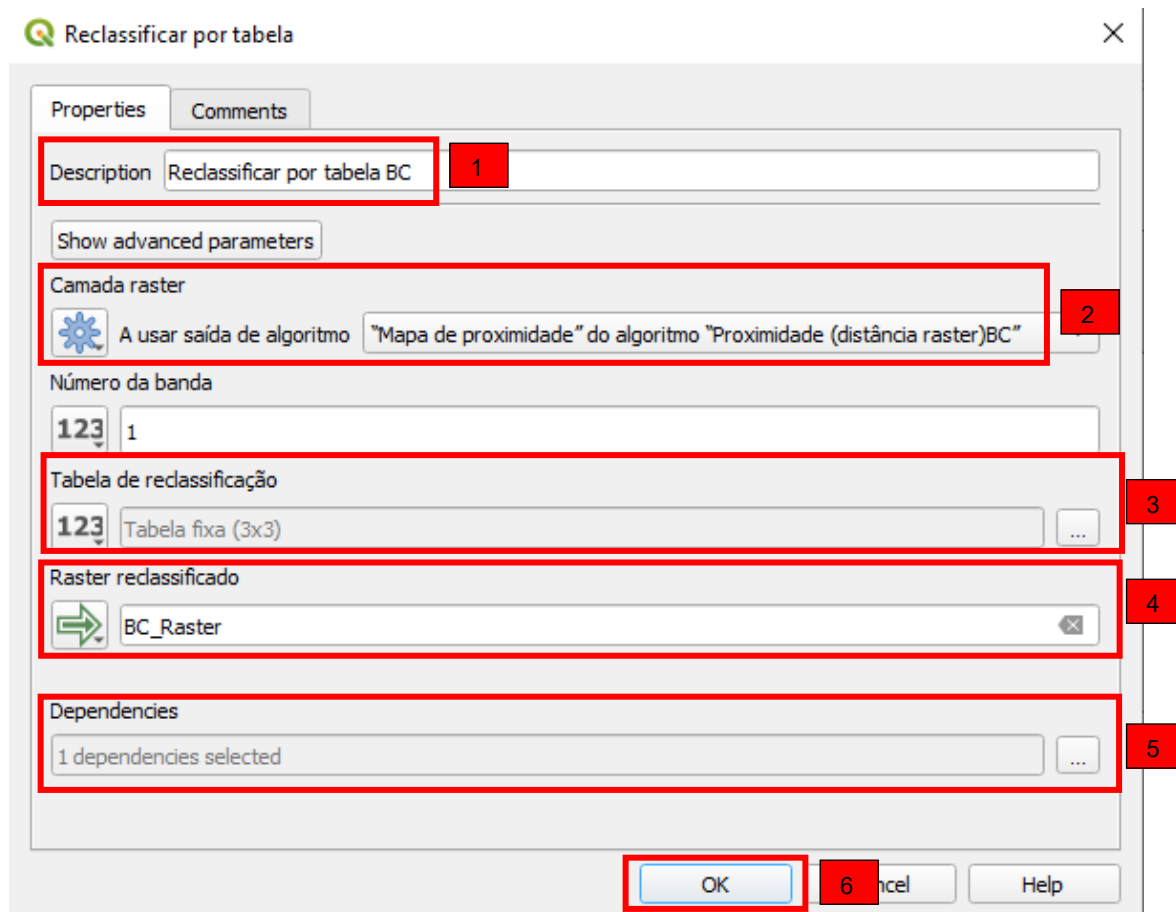 Reclassificar por tabela
Properties Comments
Description Reclassificar por tabela BC 1
Show advanced parameters
Camada raster
A usar saída de algoritmo "Mapa de proximidade" do algoritmo "Proximidade (distância raster)BC" 2
Número da banda
123 1
Tabela de reclassificação
123 Tabela fixa (3x3) ... 3
Raster reclassificado
BC_Raster 4
Dependencies
1 dependencies selected ... 5
OK 6 ncel Help